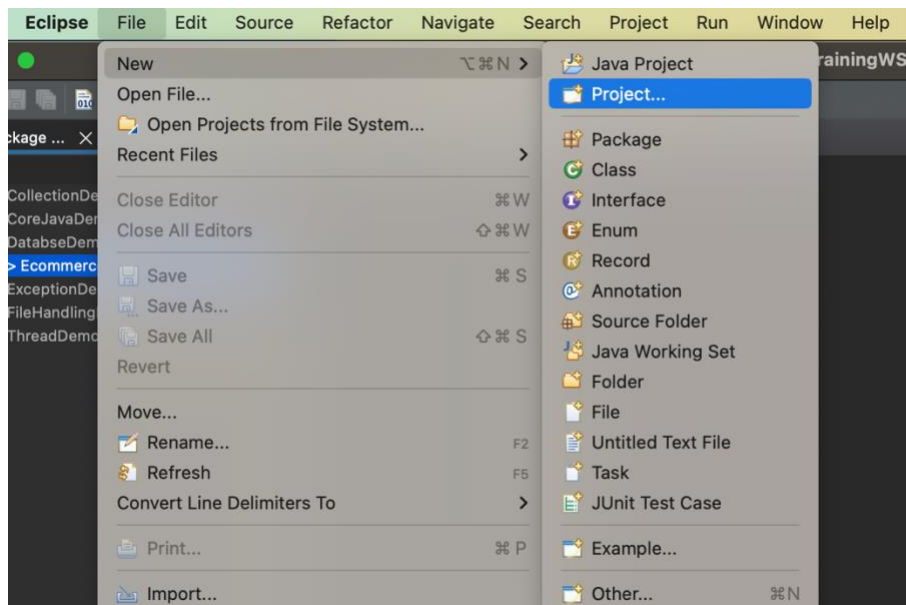 Eclipse File Edit Source Refactor Navigate Search Project Run Window Help
rainingWS
ckage ...
CollectionDe
CoreJavaDer
DatabseDem
> Ecommerc
ExceptionDe
FileHandling
ThreadDemo
New ⌥⌘N >
Open File...
Open Projects from File System...
Recent Files >
Close Editor ⌘W
Close All Editors ⇧⌘W
Save ⌘S
Save As...
Save All ⇧⌘S
Revert
Move...
Rename... F2
Refresh F5
Convert Line Delimiters To >
Print... ⌘P
Import...
Java Project
Project...
Package
Class
Interface
Enum
Record
Annotation
Source Folder
Java Working Set
Folder
File
Untitled Text File
Task
JUnit Test Case
Example...
Other... ⌘N